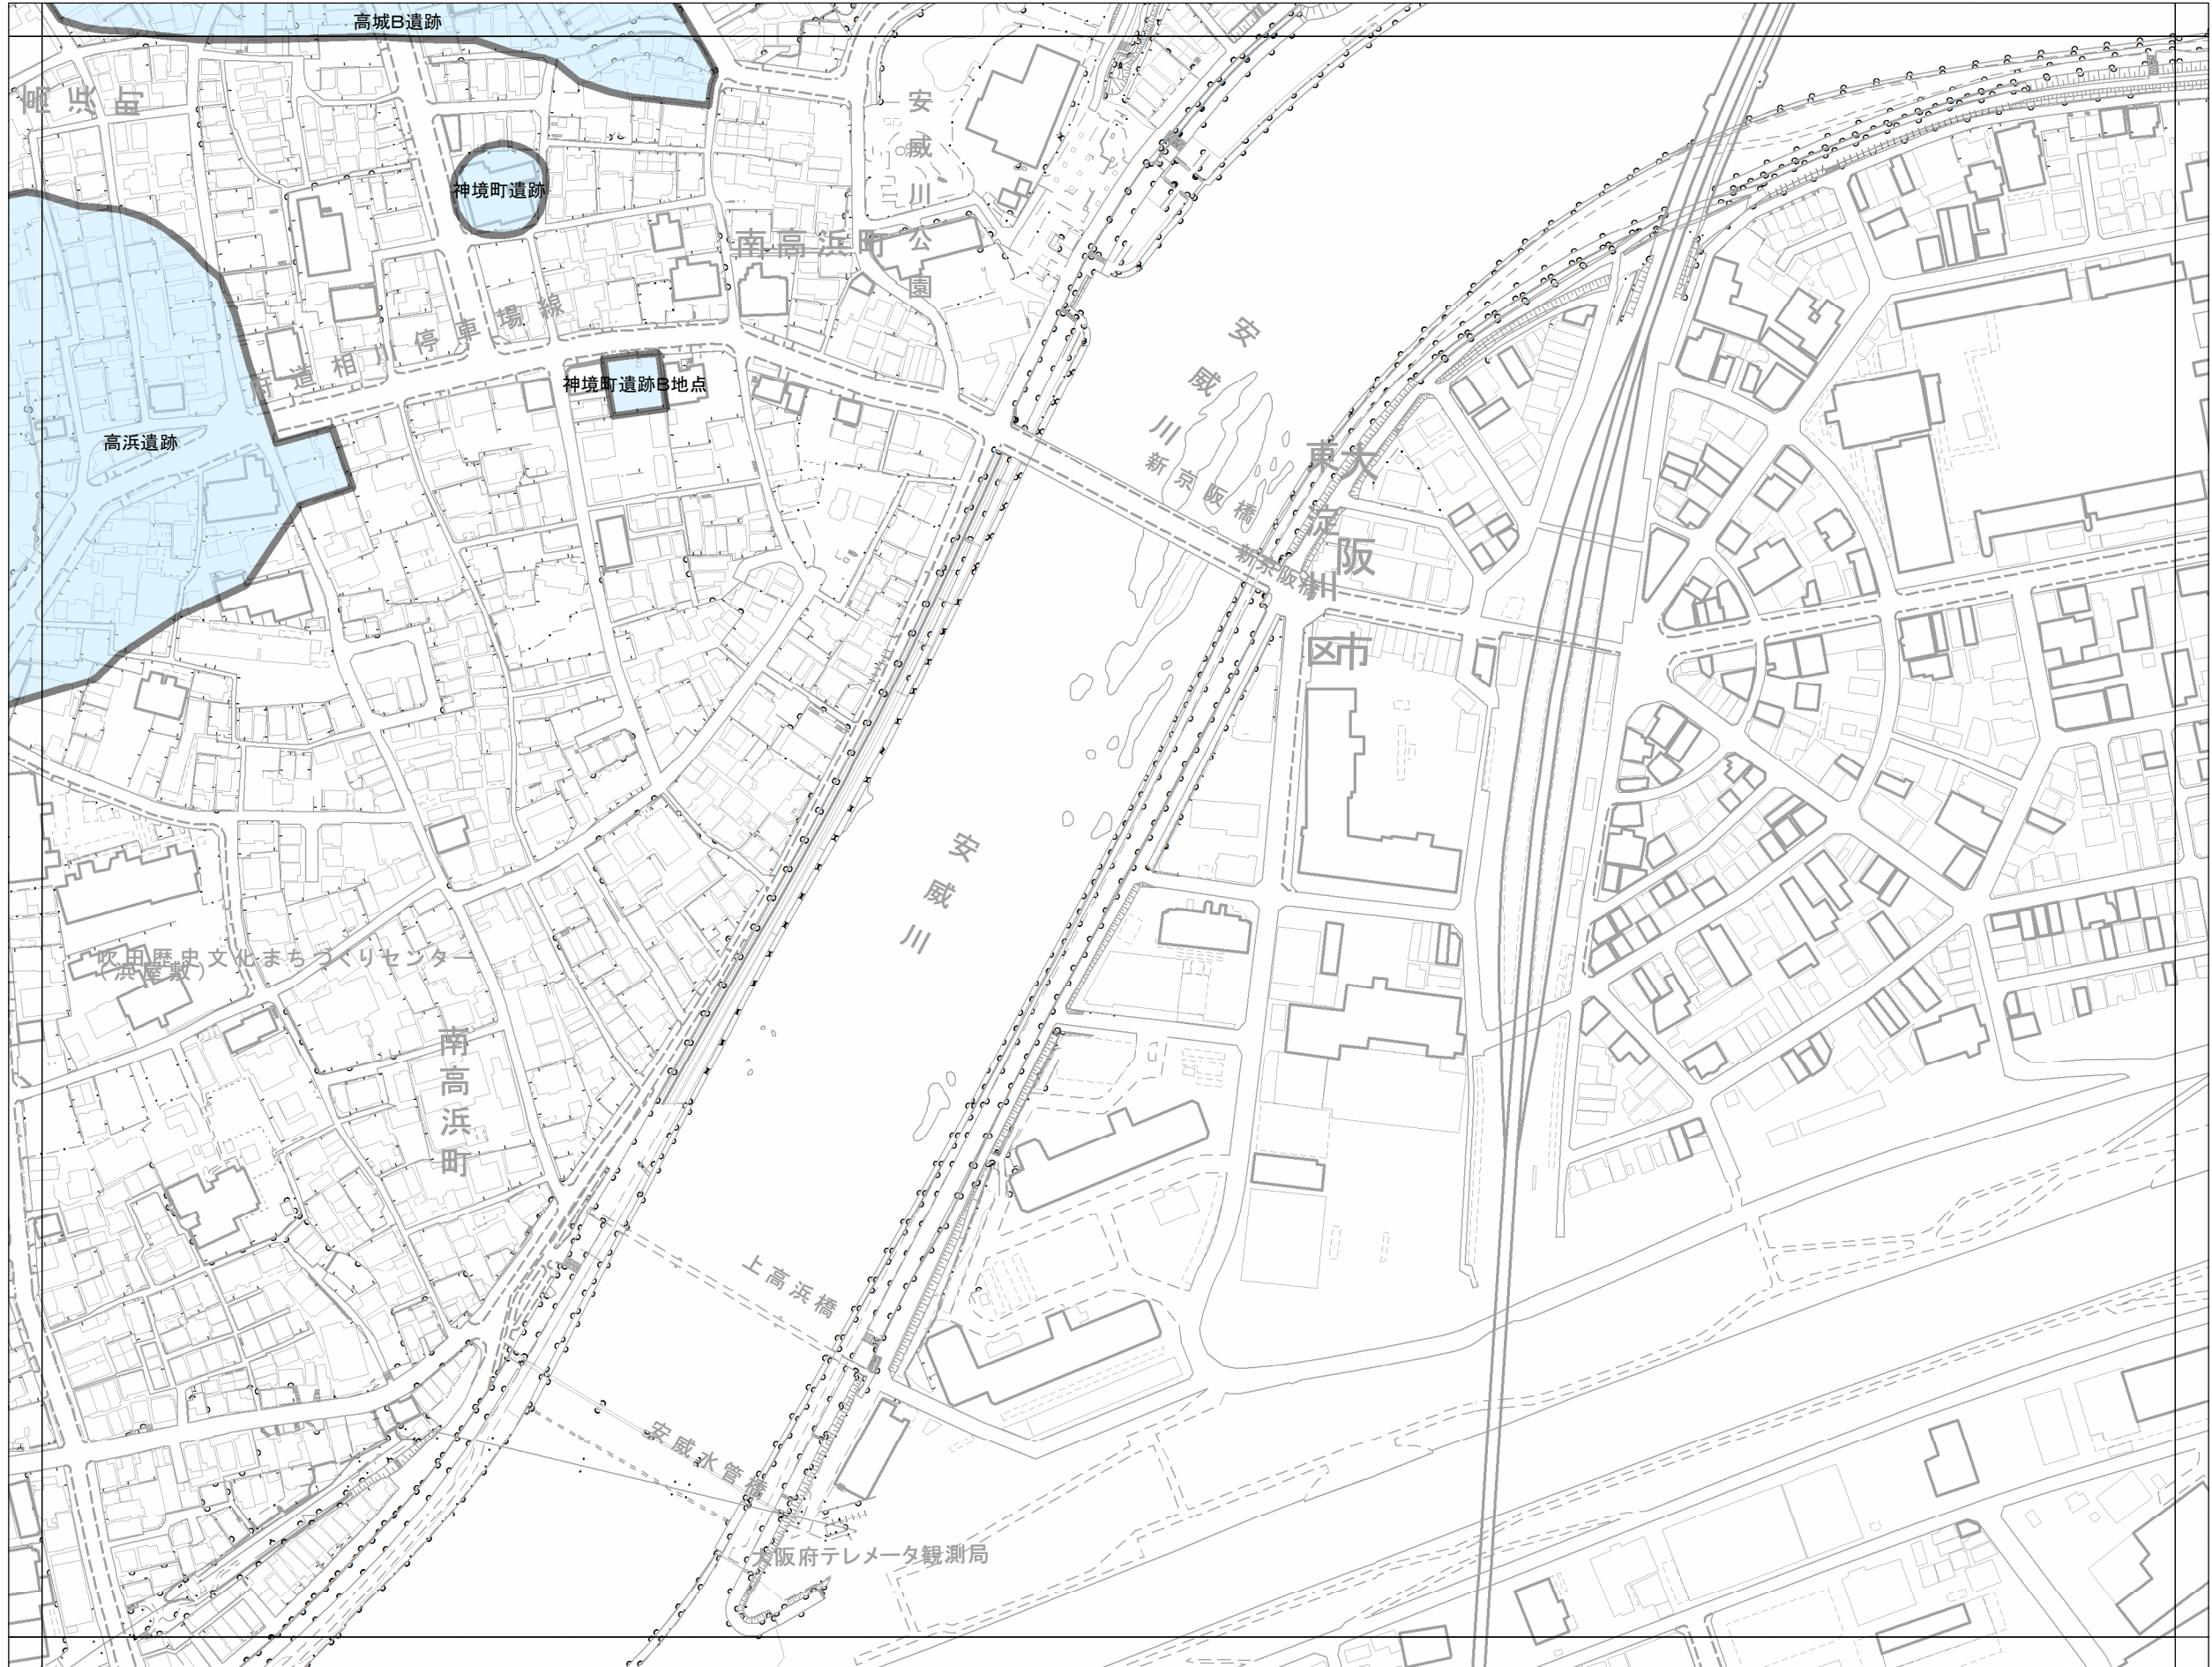 高城B遺跡
高浜町
安威川公園
神境町遺跡
南高浜町
府道相川停車場線
神境町遺跡B地点
高浜遺跡
安威川
新京阪橋
新京阪橋
大阪市
東淀川区
安威川
吹田歴史文化まちづくりセンター
(浜屋敷)
南高浜町
上高浜橋
安威水管橋
大阪府テレメータ観測局